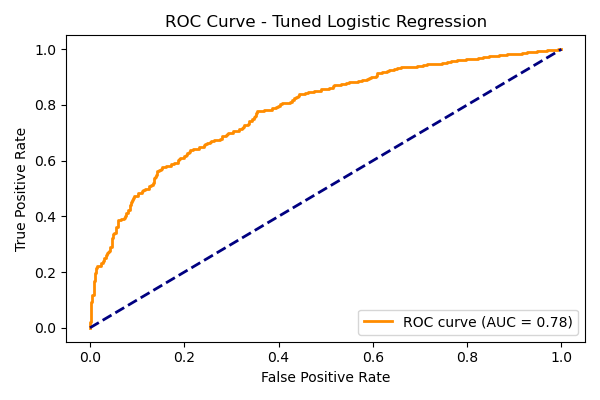 ROC Curve - Tuned Logistic Regression
True Positive Rate
1.0
0.8
0.6
0.4
0.2
0.0
ROC curve (AUC = 0.78)
0.0 0.2 0.4 0.6 0.8 1.0
False Positive Rate